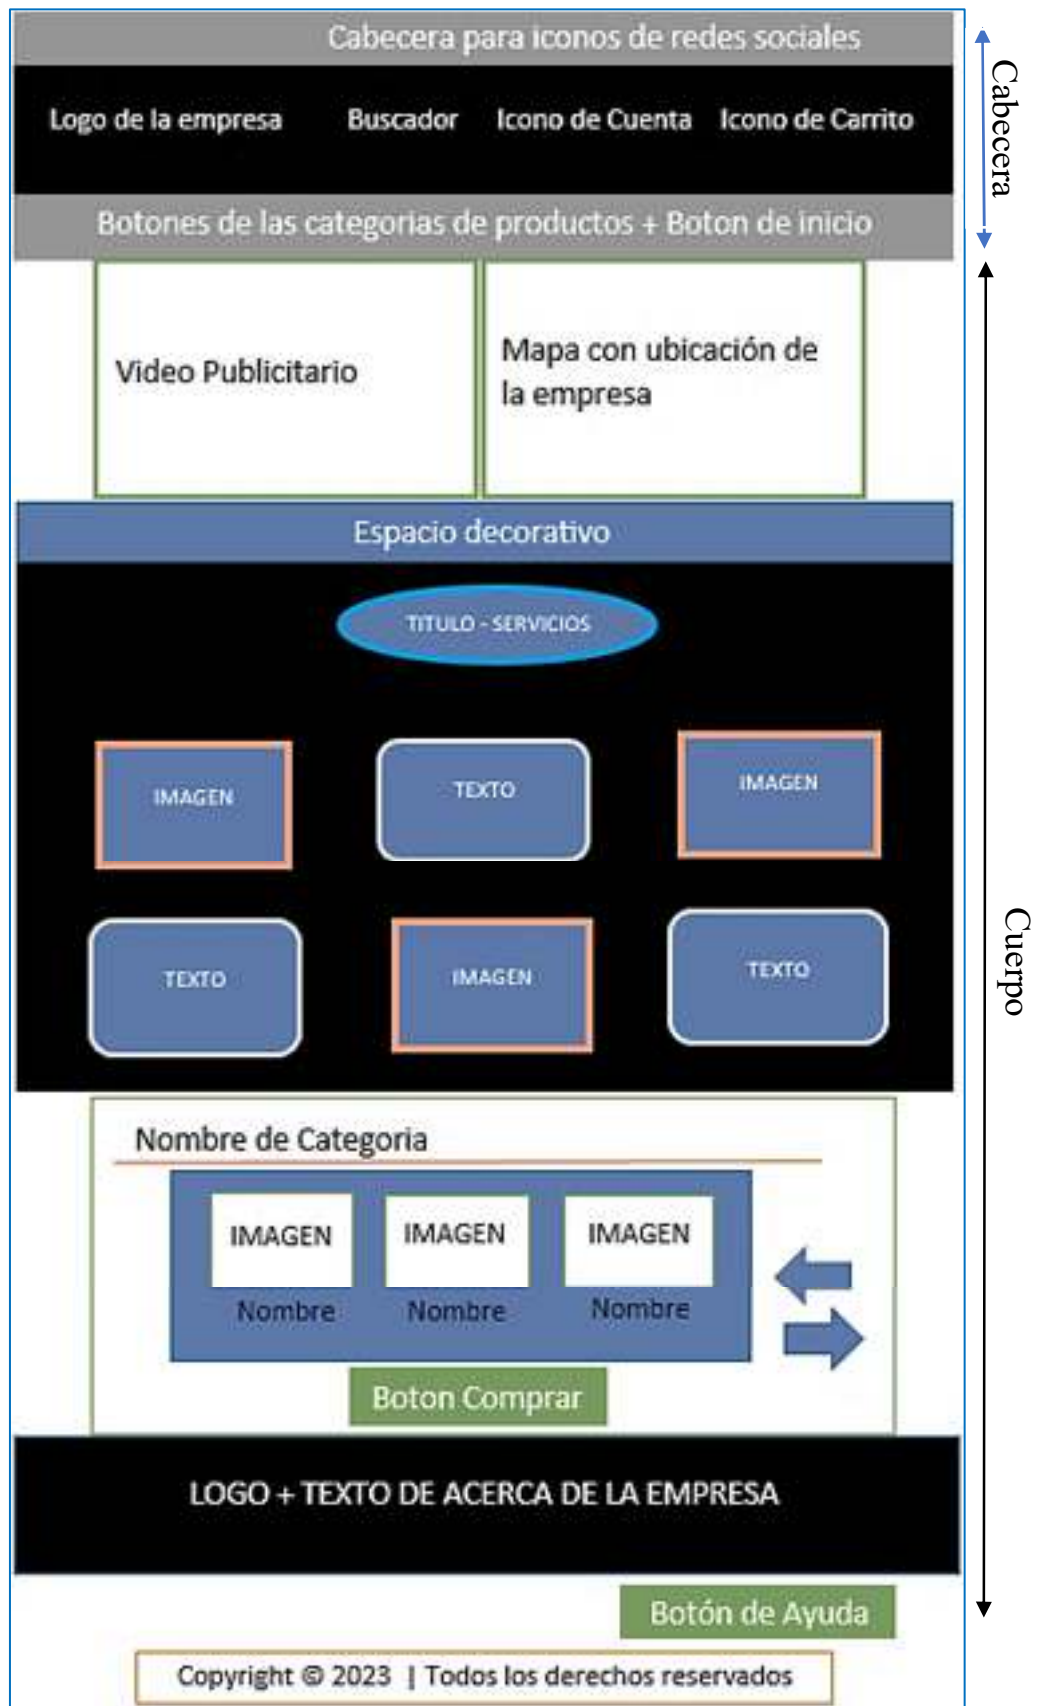 Cabecera para iconos de redes sociales
Logo de la empresa Buscador Icono de Cuenta Icono de Carrito
Botones de las categorias de productos + Boton de inicio
Cabecera
Video Publicitario
Mapa con ubicación de
la empresa
Espacio decorativo
TITULO - SERVICIOS
IMAGEN TEXTO IMAGEN
TEXTO IMAGEN TEXTO
Cuerpo
Nombre de Categoria
IMAGEN IMAGEN IMAGEN
Nombre Nombre Nombre
Boton Comprar
LOGO + TEXTO DE ACERCA DE LA EMPRESA
Botón de Ayuda
Copyright © 2023 | Todos los derechos reservados